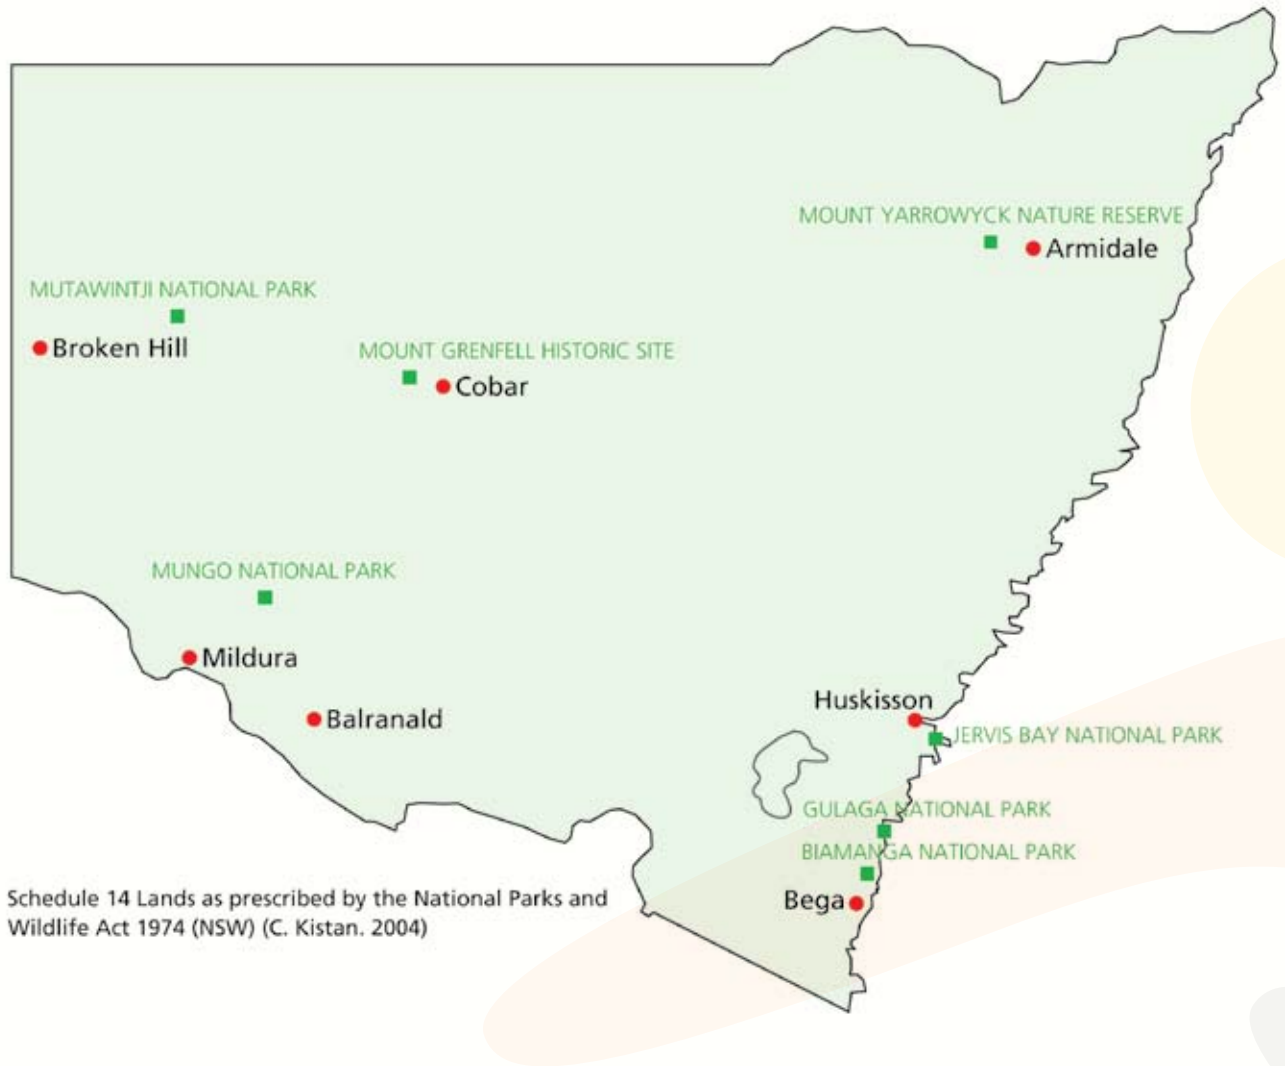 MOUNT YARROWYCK NATURE RESERVE
Armidale
MUTAWINTJI NATIONAL PARK
Broken Hill
MOUNT GRENFELL HISTORIC SITE
Cobar
MUNGO NATIONAL PARK
Mildura
Balranald
Huskisson
JERVIS BAY NATIONAL PARK
GULAGA NATIONAL PARK
BIAMANGA NATIONAL PARK
Bega
Schedule 14 Lands as prescribed by the National Parks and
Wildlife Act 1974 (NSW) (C. Kistan. 2004)